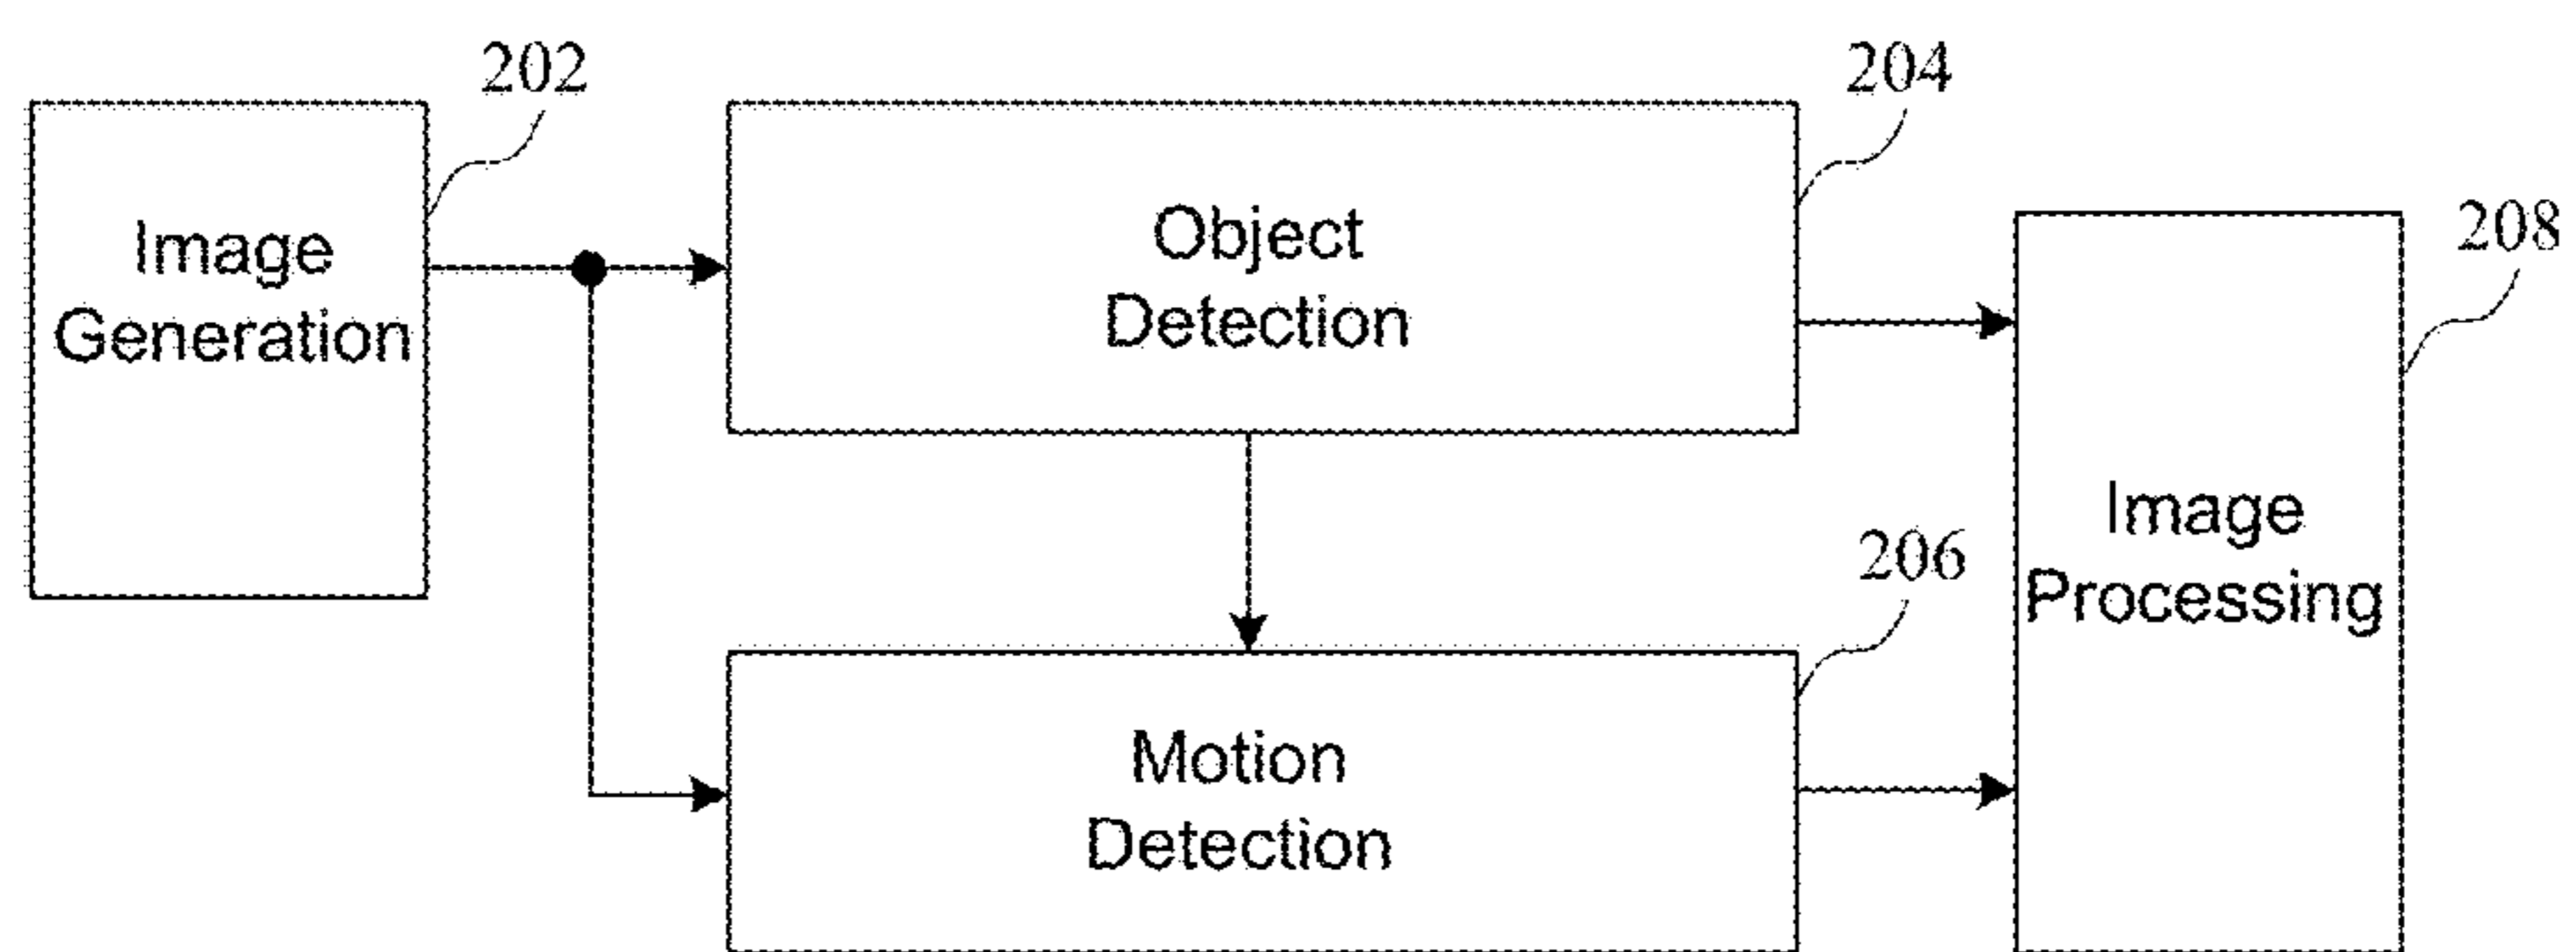 202
204
Image
Generation
Object
Detection
208
Image
Processing
206
Motion
Detection